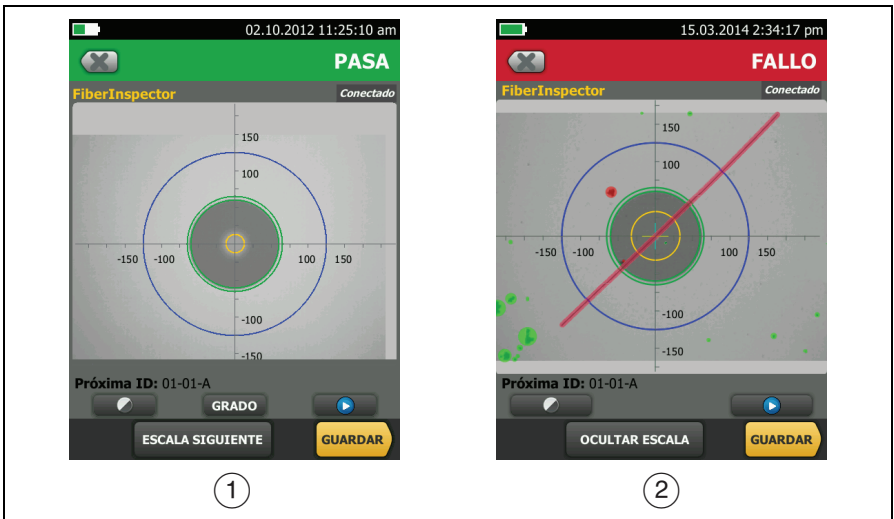 02.10.2012 11:25:10 am
PASA
FiberInspector
Conectado
150
100
-150 -100 100 150
-100
-150
Próxima ID: 01-01-A
GRADO
ESCALA SIGUIENTE GUARDAR
1
15.03.2014 2:34:17 pm
FALLO
FiberInspector
Conectado
150
100
-150 -100 100 150
-100
-150
Próxima ID: 01-01-A
OCULTAR ESCALA GUARDAR
2